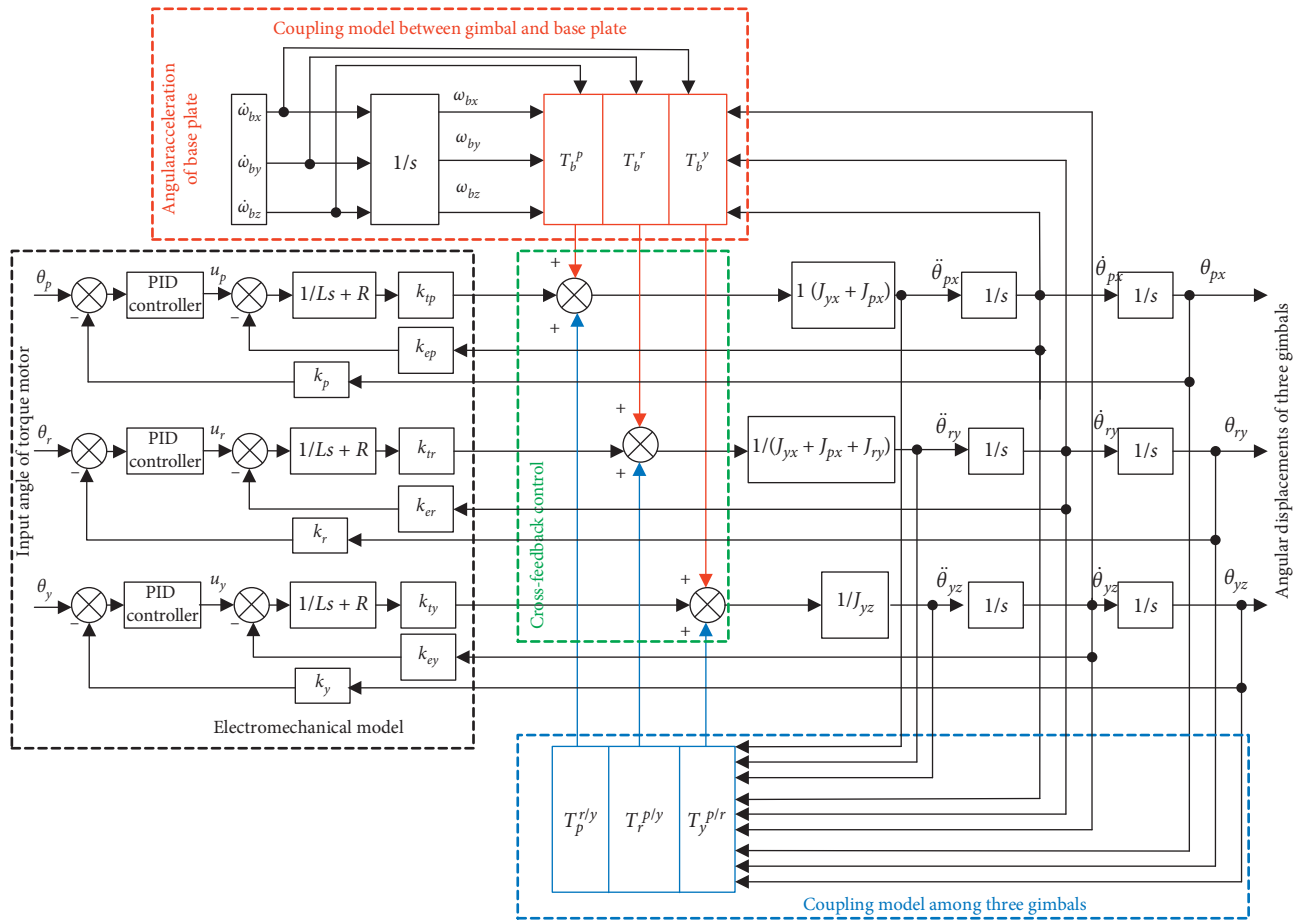 Coupling model between gimbal and base plate
Angularacceleration
of base plate
ω̇bx
ω̇by
ω̇bz
1/s
ωbx
ωby
ωbz
Tb^p
Tb^r
Tb^y
Input angle of torque motor
θp
−
PID
controller
up
−
1/Ls + R
ktp
+
+
1 (Jyx + Jpx)
θ̈px
1/s
θ̇px
1/s
θpx
kep
kp
θr
−
PID
controller
ur
−
1/Ls + R
ktr
+
+
1/(Jyx + Jpx + Jry)
θ̈ry
1/s
θ̇ry
1/s
θry
ker
kr
θy
−
PID
controller
uy
−
1/Ls + R
kty
+
+
1/Jyz
θ̈yz
1/s
θ̇yz
1/s
θyz
key
ky
Electromechanical model
Cross-feedback control
Angular displacements of three gimbals
Tp^r/y
Tr^p/y
Ty^p/r
Coupling model among three gimbals